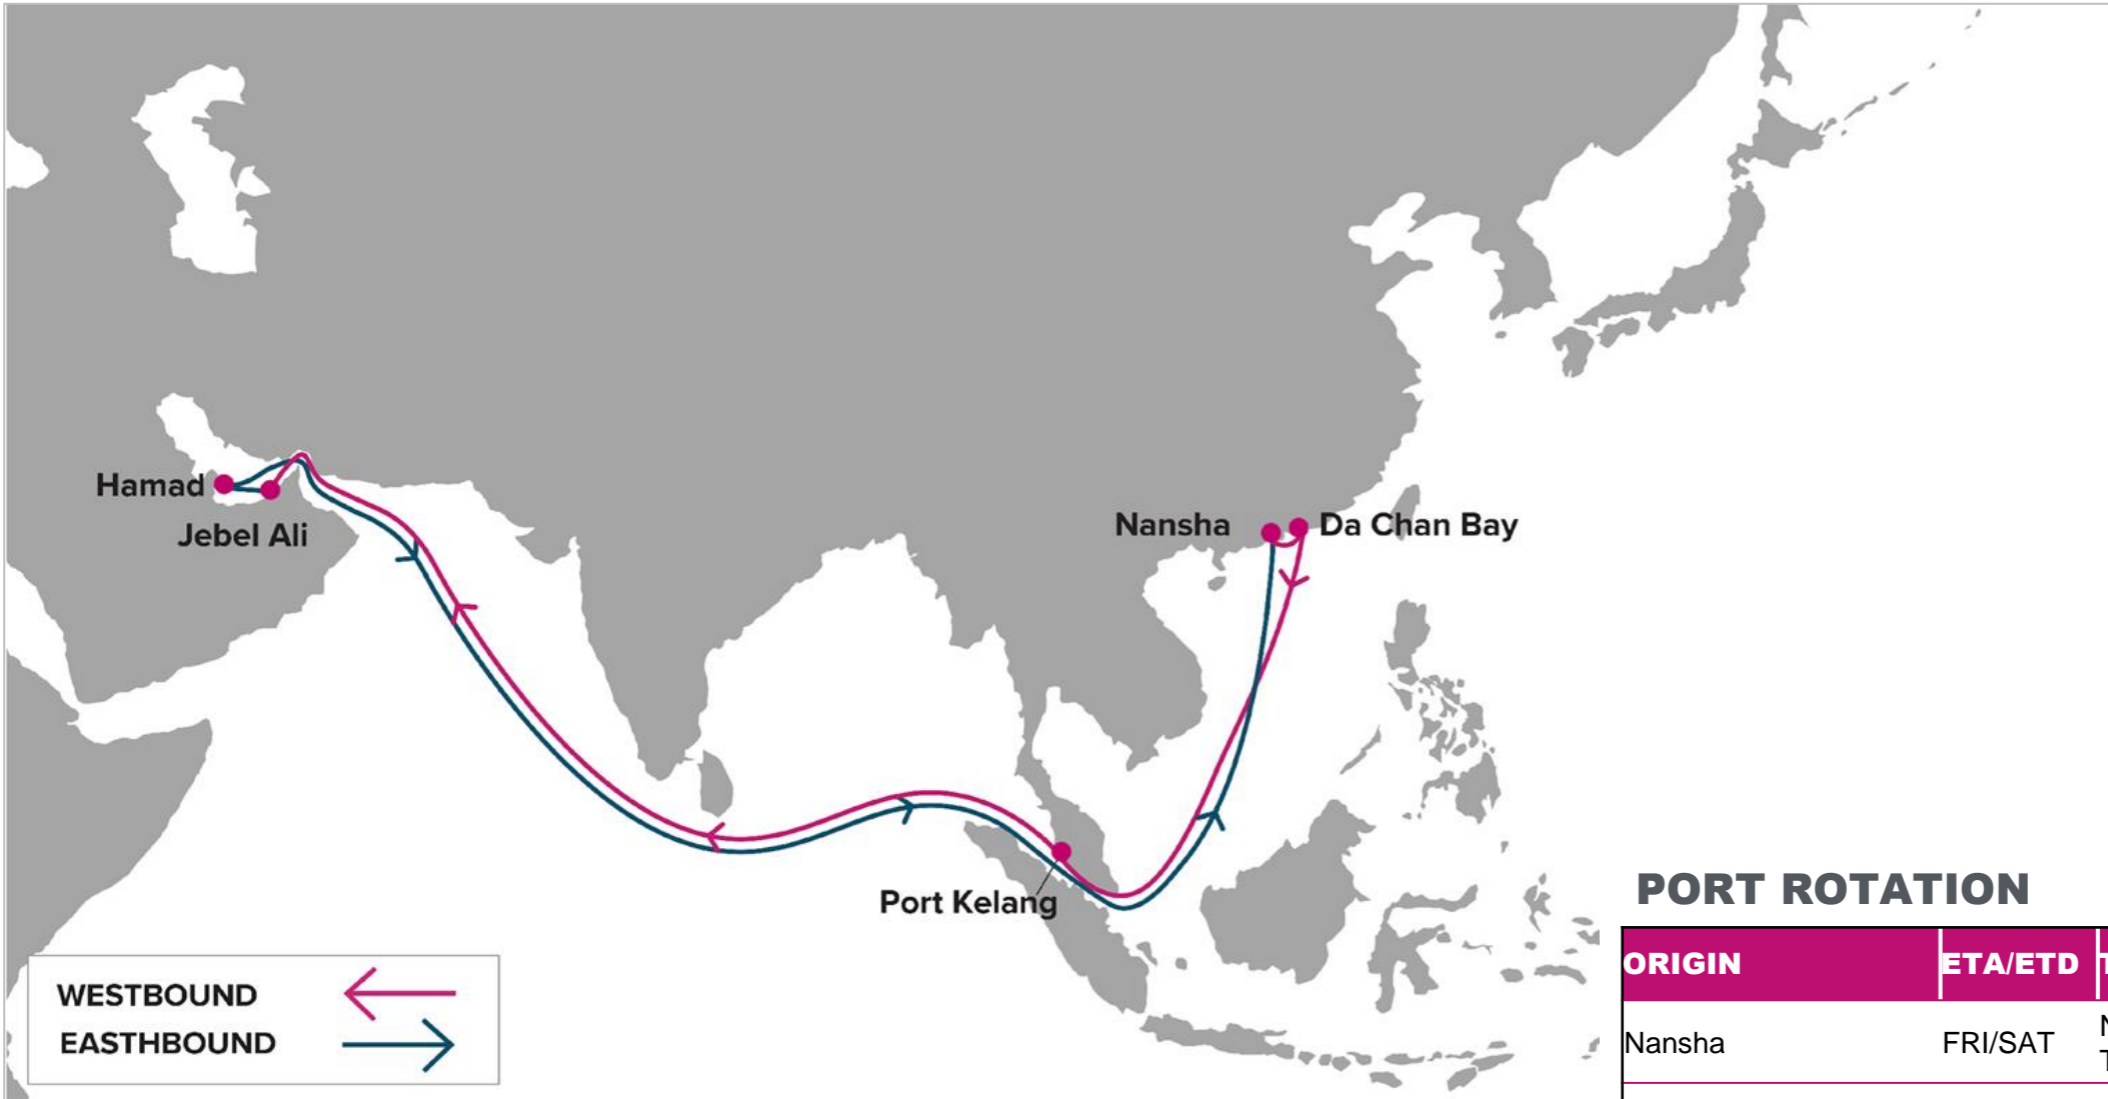 Hamad
Jebel Ali
Nansha
Da Chan Bay
Port Kelang
WESTBOUND
EASTHBOUND
PORT ROTATION
ORIGIN ETA/ETD
Nansha FRI/SAT